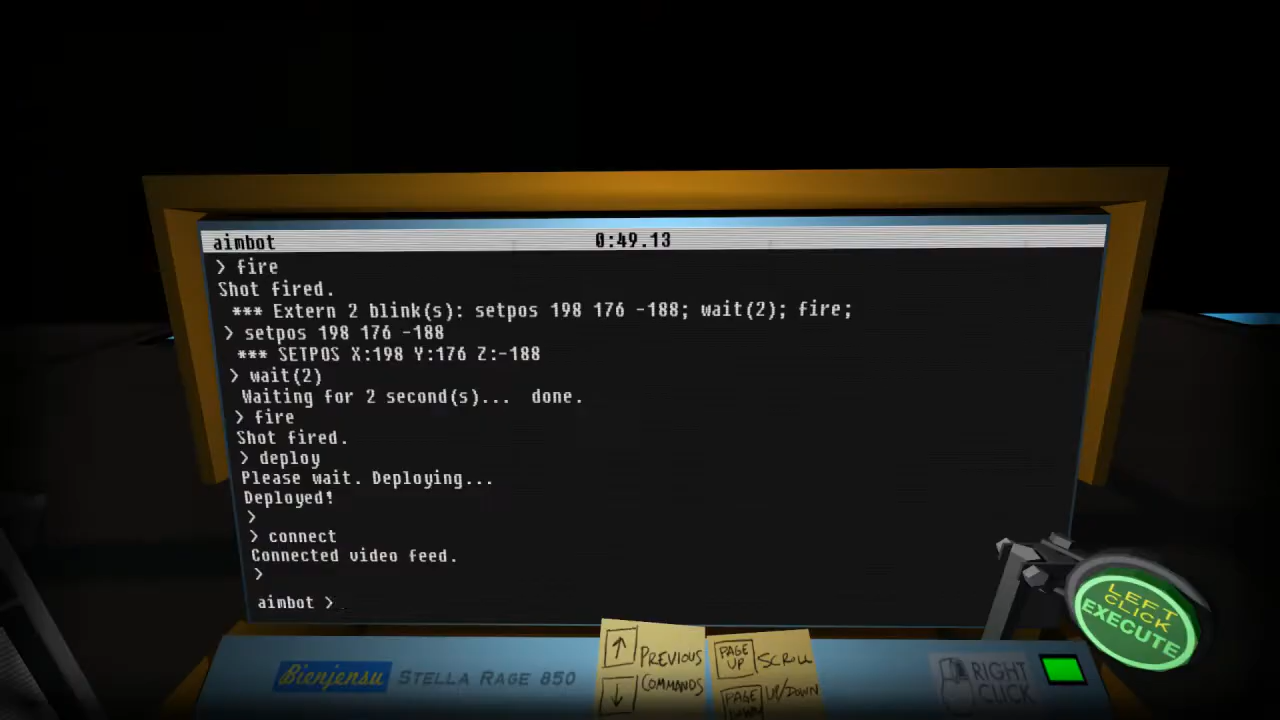 aimbot 0:49.13
> fire
Shot fired.
*** Extern 2 blink(s): setpos 198 176 -188; wait(2); fire;
> setpos 198 176 -188
*** SETPOS X:198 Y:176 Z:-188
> wait(2)
Waiting for 2 second(s)... done.
> fire
Shot fired.
> deploy
Please wait. Deploying...
Deployed!
>
> connect
Connected video feed.
>
aimbot >_
LEFT
CLICK
EXECUTE
Bienjensu STELLA RAGE 850
↑ PREVIOUS
↓ COMMANDS
PAGE
UP SCROLL
PAGE UP/DOWN
DOWN
RIGHT
CLICK